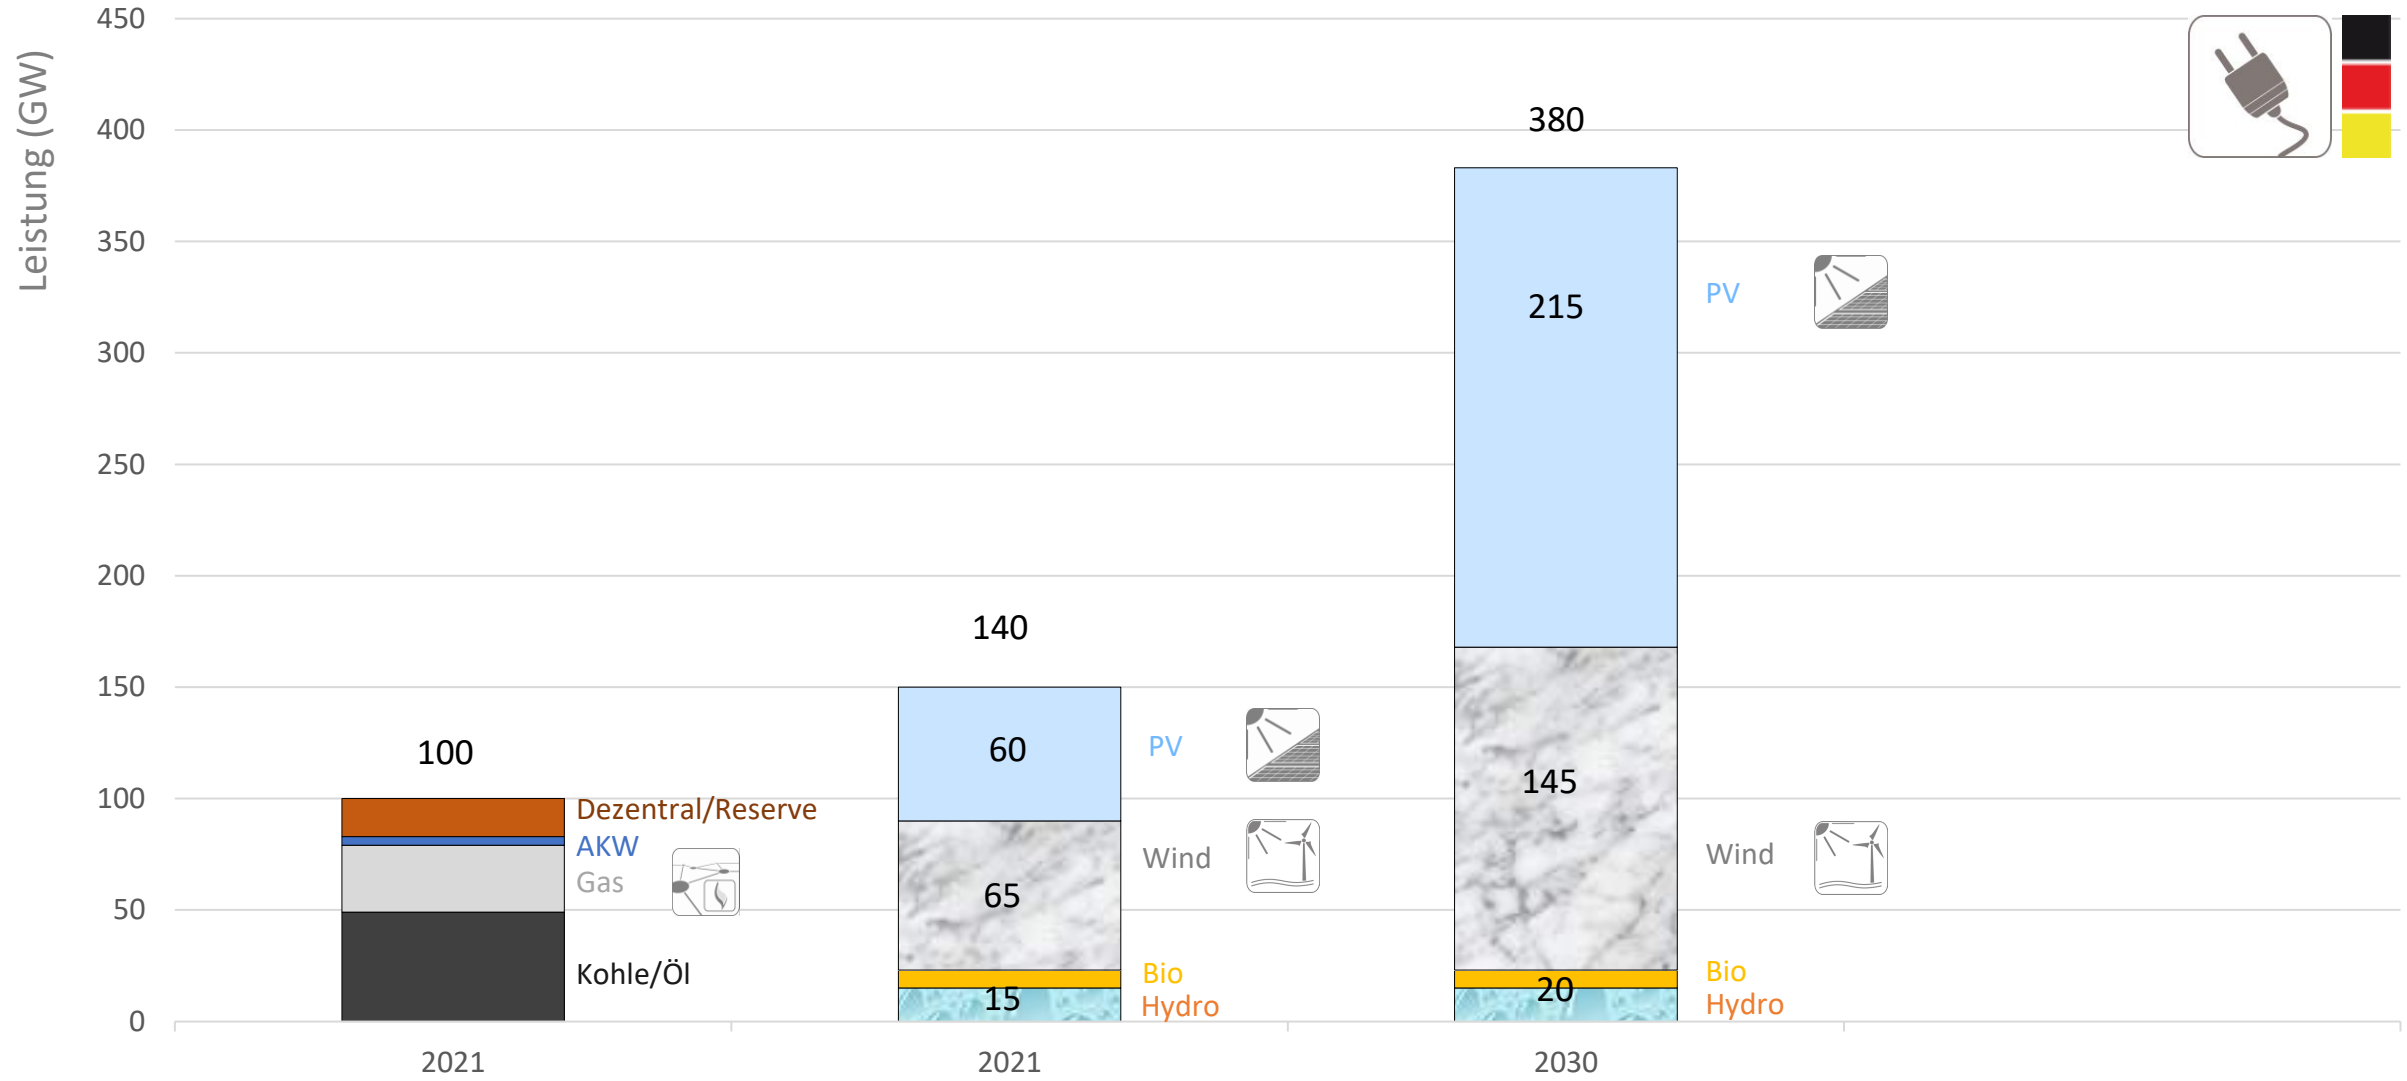 Leistung (GW)
450
400
350
300
250
200
150
100
50
0
100
Dezentral/Reserve
AKW
Gas
Kohle/Öl
2021
140
60
65
15
PV
Wind
Bio
Hydro
2021
380
215
145
20
PV
Wind
Bio
Hydro
2030